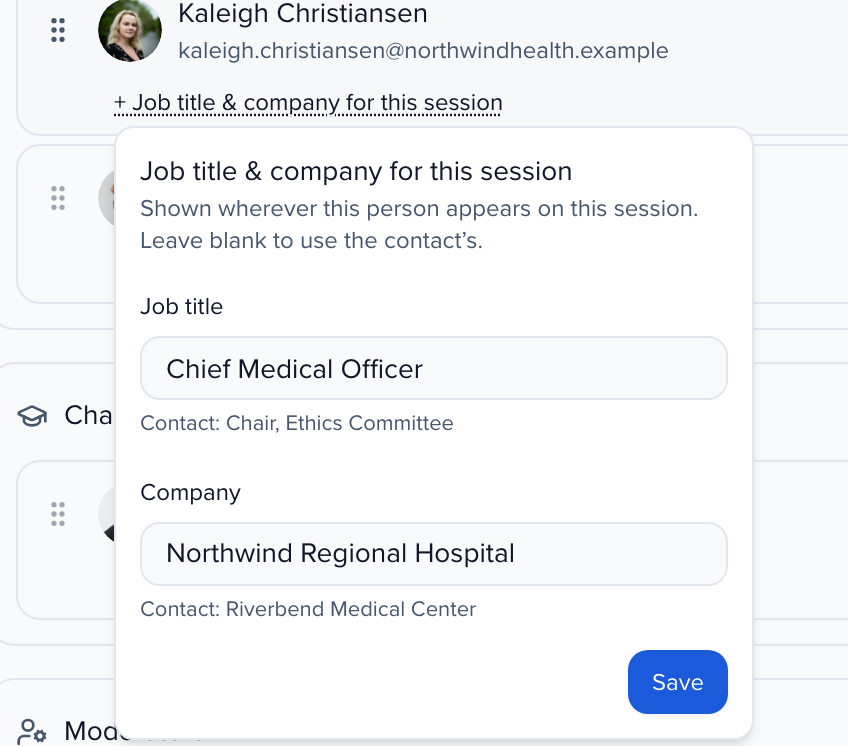 Kaleigh Christiansen
kaleigh.christiansen@northwindhealth.example
+ Job title & company for this session
Job title & company for this session
Shown wherever this person appears on this session.
Leave blank to use the contact’s.
Job title
Chief Medical Officer
Contact: Chair, Ethics Committee
Company
Northwind Regional Hospital
Contact: Riverbend Medical Center
Save
Cha